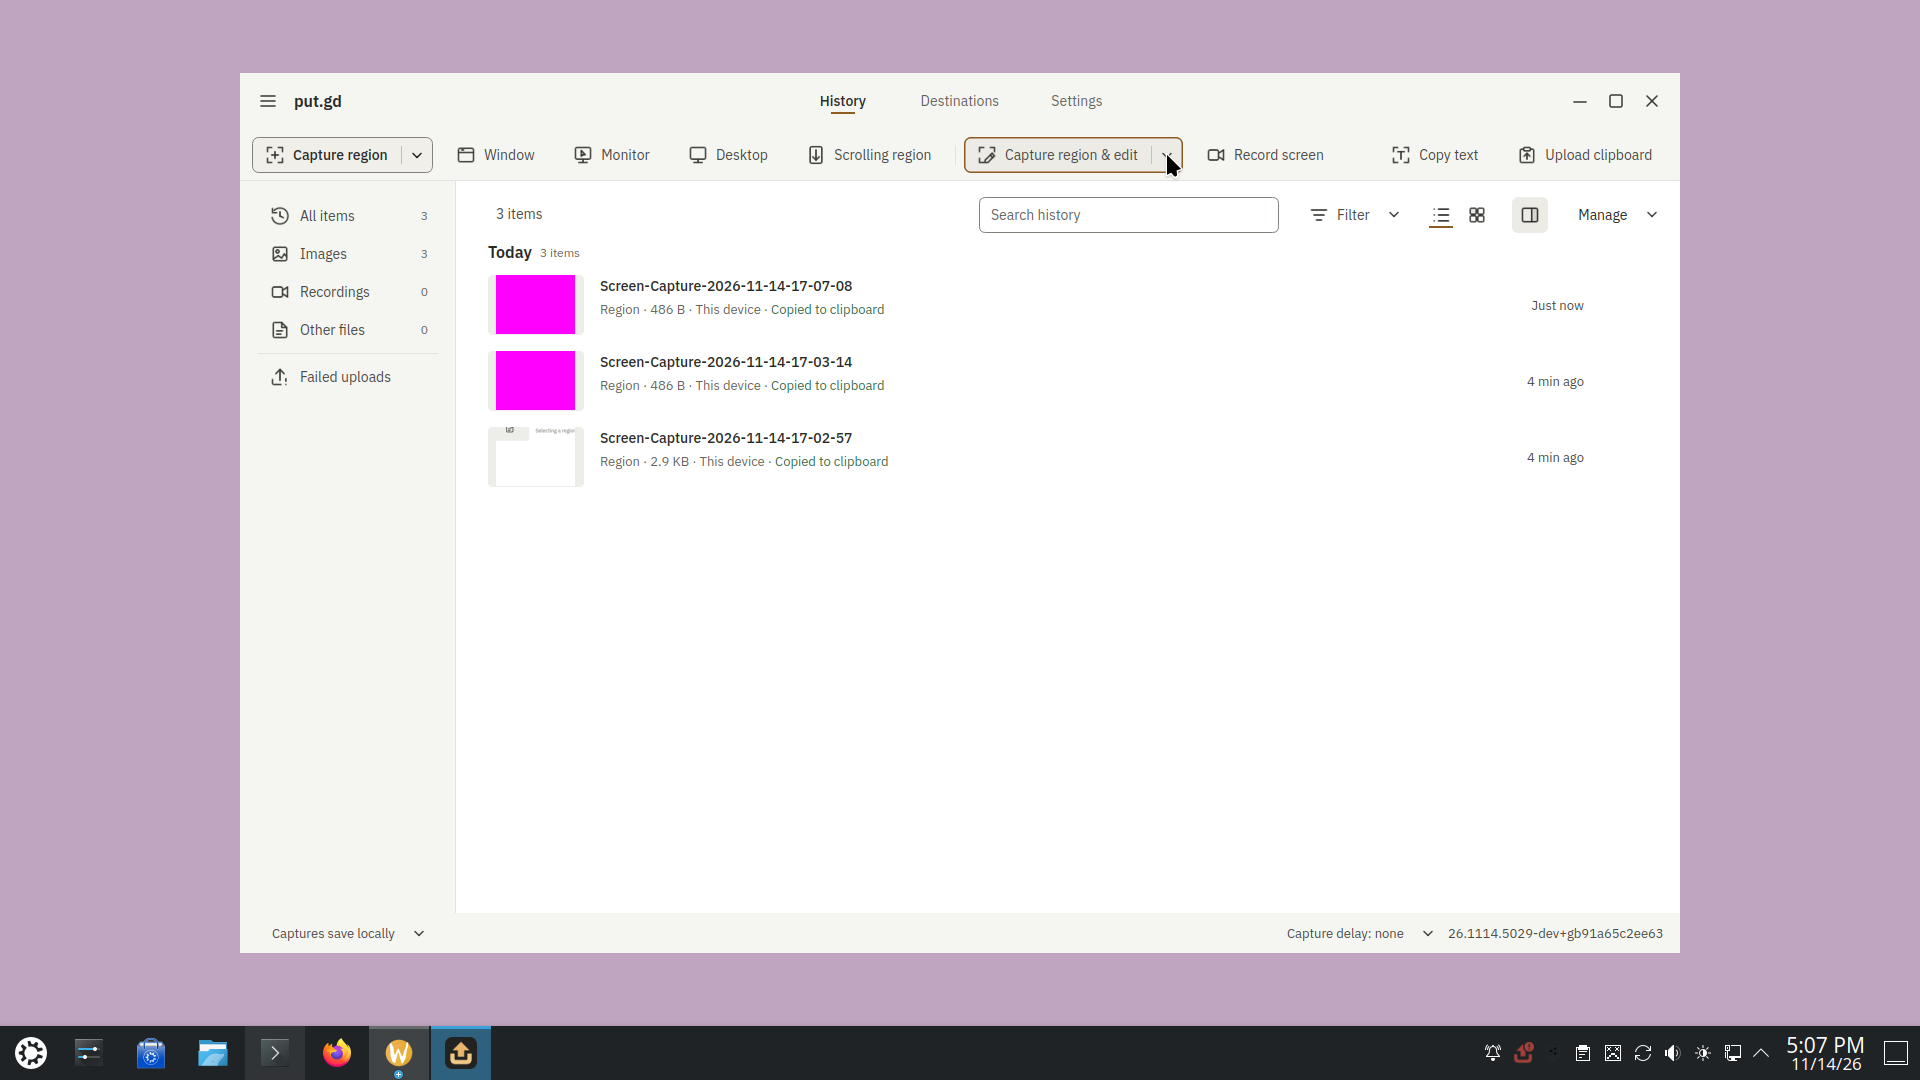 put.gd
History
Destinations
Settings
Capture region
Window
Monitor
Desktop
Scrolling region
Capture region & edit
Record screen
Copy text
Upload clipboard
All items 3
Images 3
Recordings 0
Other files 0
Failed uploads
3 items
Search history
Filter
Manage
Today 3 items
Screen-Capture-2026-11-14-17-07-08
Region · 486 B · This device · Copied to clipboard
Just now
Screen-Capture-2026-11-14-17-03-14
Region · 486 B · This device · Copied to clipboard
4 min ago
Selecting a region
Screen-Capture-2026-11-14-17-02-57
Region · 2.9 KB · This device · Copied to clipboard
4 min ago
Captures save locally
Capture delay: none
26.1114.5029-dev+gb91a65c2ee63
5:07 PM
11/14/26